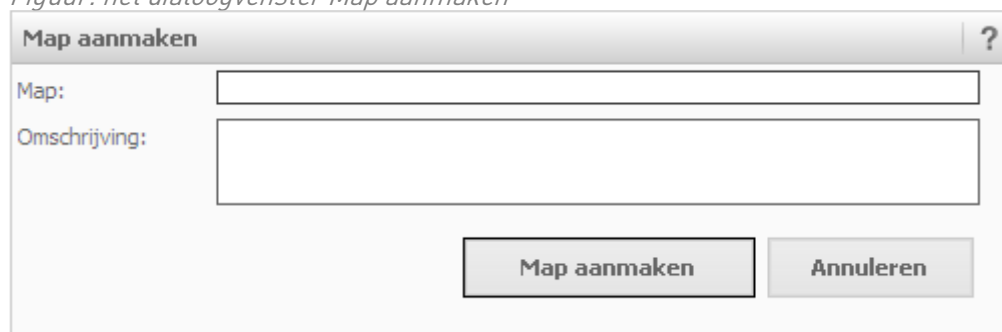 Figuur: het dialoogvenster Map aanmaken
Map aanmaken ?
Map:
Omschrijving:
Map aanmaken Annuleren